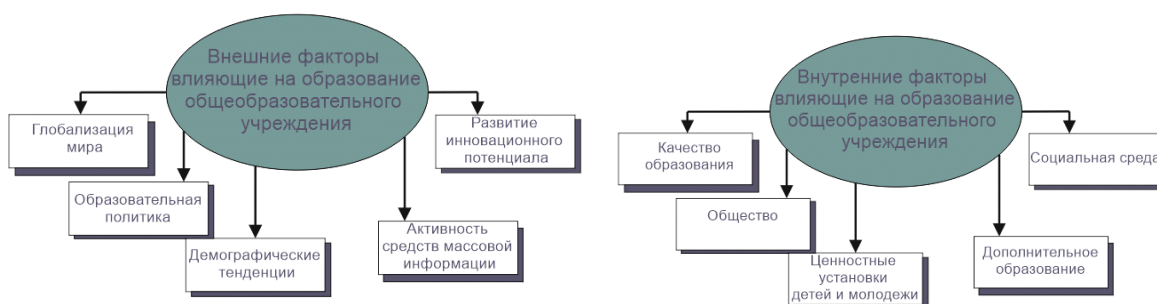 Внешние факторы
влияющие на образование
общеобразовательного
учреждения
Глобализация
мира
Образовательная
политика
Демографические
тенденции
Активность
средств массовой
информации
Развитие
инновационного
потенциала
Внутренние факторы
влияющие на образование
общеобразовательного
учреждения
Качество
образования
Общество
Ценностные
установки
детей и молодежи
Дополнительное
образование
Социальная среда